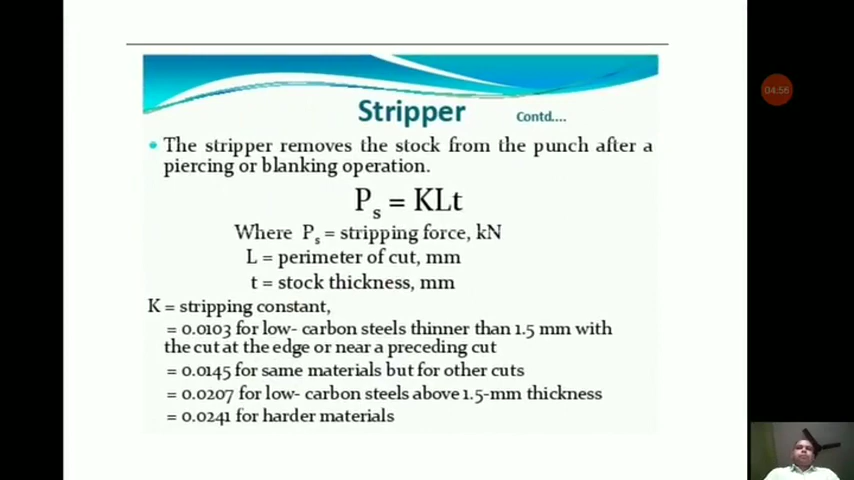 04:56
Stripper Contd....
The stripper removes the stock from the punch after a
piercing or blanking operation.
Ps = KLt
Where Ps = stripping force, kN
L = perimeter of cut, mm
t = stock thickness, mm
K = stripping constant,
= 0.0103 for low- carbon steels thinner than 1.5 mm with
the cut at the edge or near a preceding cut
= 0.0145 for same materials but for other cuts
= 0.0207 for low- carbon steels above 1.5-mm thickness
= 0.0241 for harder materials